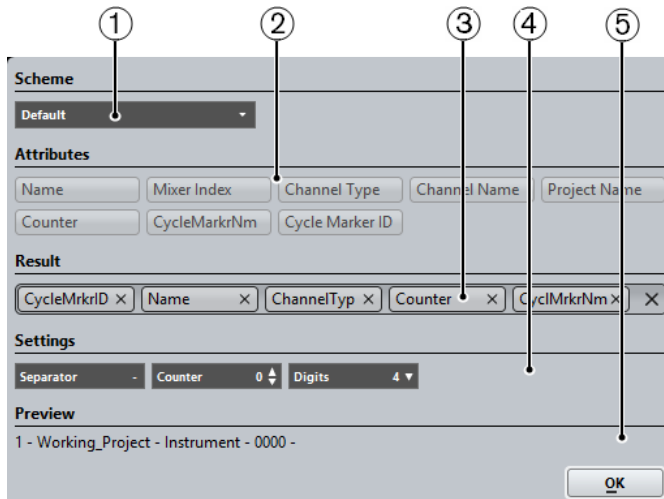 ① ② ③ ④ ⑤
Scheme
Default
Attributes
Name Mixer Index Channel Type Channel Name Project Name
Counter CycleMarkrNm Cycle Marker ID
Result
CycleMrkrID × Name × ChannelTyp × Counter × CyclMrkrNm × ×
Settings
Separator - Counter 0 Digits 4
Preview
1 - Working_Project - Instrument - 0000 -
OK